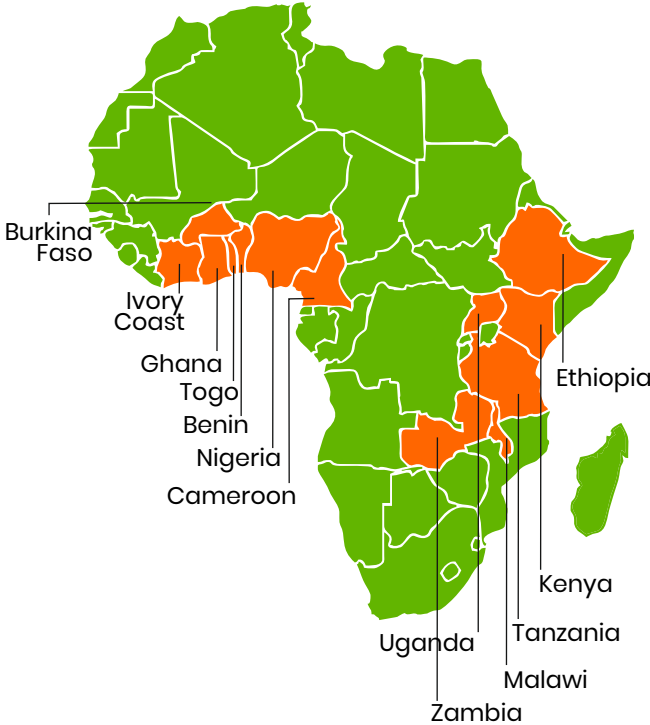 Burkina
Faso
Ivory
Coast
Ghana
Togo
Benin
Nigeria
Cameroon
Ethiopia
Kenya
Tanzania
Uganda
Malawi
Zambia